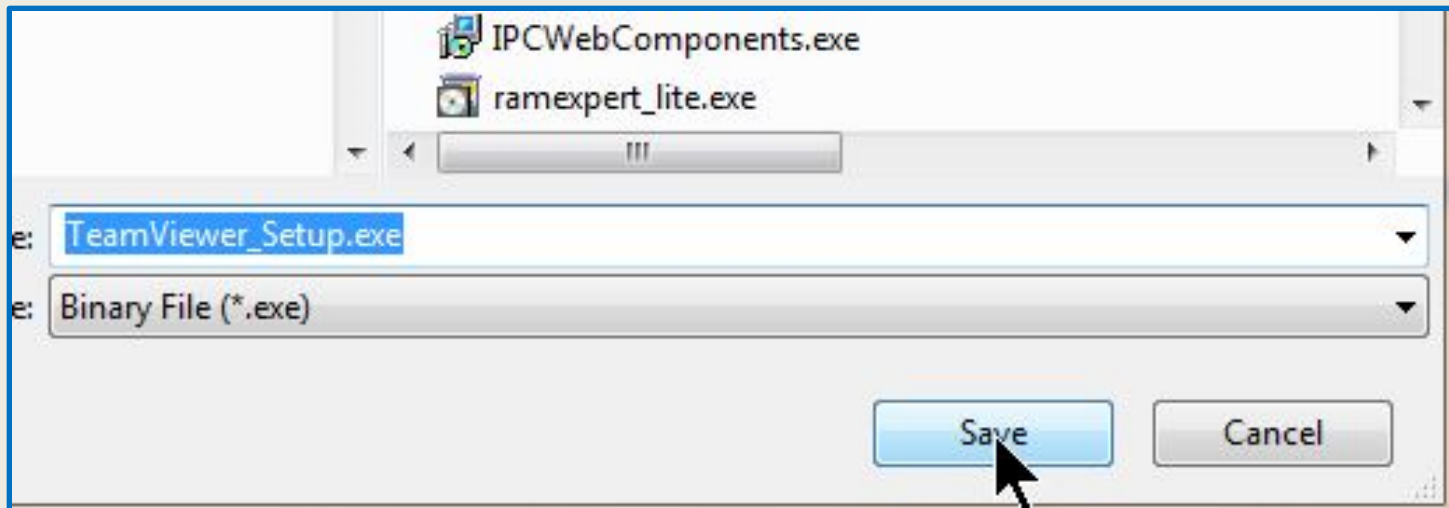 IPCWebComponents.exe
ramexpert_lite.exe
e: TeamViewer_Setup.exe
e: Binary File (*.exe)
Save Cancel